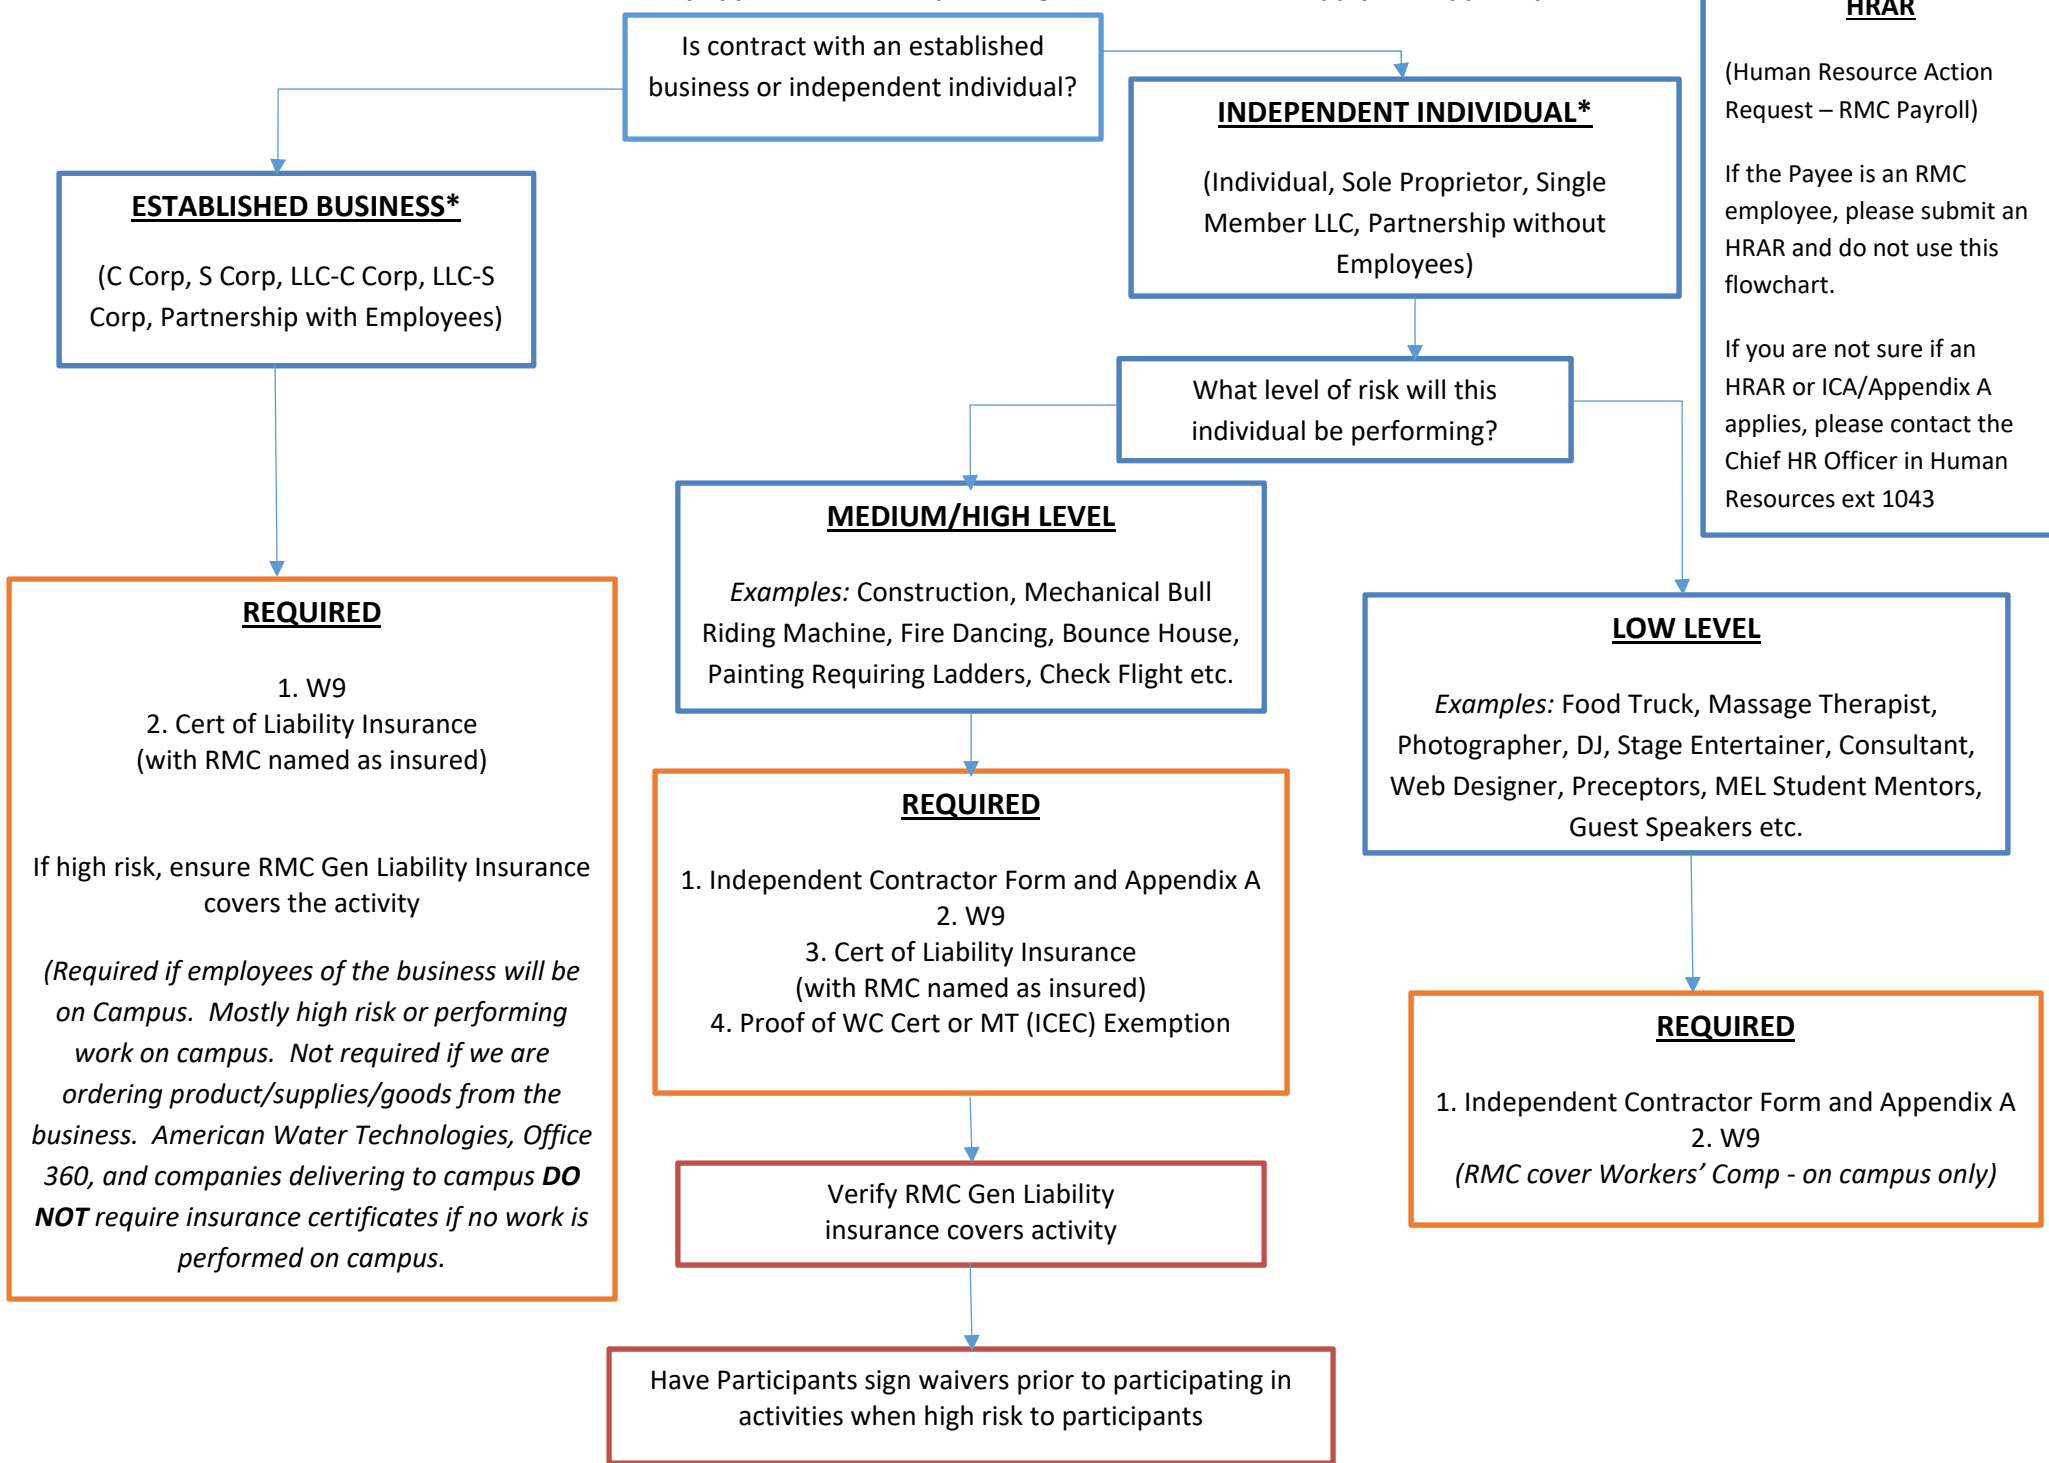 HRAR
Is contract with an established
business or independent individual?
(Human Resource Action
Request – RMC Payroll)
If the Payee is an RMC
employee, please submit an
HRAR and do not use this
flowchart.
If you are not sure if an
HRAR or ICA/Appendix A
applies, please contact the
Chief HR Officer in Human
Resources ext 1043
INDEPENDENT INDIVIDUAL*
(Individual, Sole Proprietor, Single
Member LLC, Partnership without
Employees)
ESTABLISHED BUSINESS*
(C Corp, S Corp, LLC-C Corp, LLC-S
Corp, Partnership with Employees)
What level of risk will this
individual be performing?
MEDIUM/HIGH LEVEL
Examples: Construction, Mechanical Bull
Riding Machine, Fire Dancing, Bounce House,
Painting Requiring Ladders, Check Flight etc.
LOW LEVEL
Examples: Food Truck, Massage Therapist,
Photographer, DJ, Stage Entertainer, Consultant,
Web Designer, Preceptors, MEL Student Mentors,
Guest Speakers etc.
REQUIRED
1. W9
2. Cert of Liability Insurance
(with RMC named as insured)
If high risk, ensure RMC Gen Liability Insurance
covers the activity
(Required if employees of the business will be
on Campus. Mostly high risk or performing
work on campus. Not required if we are
ordering product/supplies/goods from the
business. American Water Technologies, Office
360, and companies delivering to campus DO
NOT require insurance certificates if no work is
performed on campus.
REQUIRED
1. Independent Contractor Form and Appendix A
2. W9
3. Cert of Liability Insurance
(with RMC named as insured)
4. Proof of WC Cert or MT (ICEC) Exemption
REQUIRED
1. Independent Contractor Form and Appendix A
2. W9
(RMC cover Workers’ Comp - on campus only)
Verify RMC Gen Liability
insurance covers activity
Have Participants sign waivers prior to participating in
activities when high risk to participants